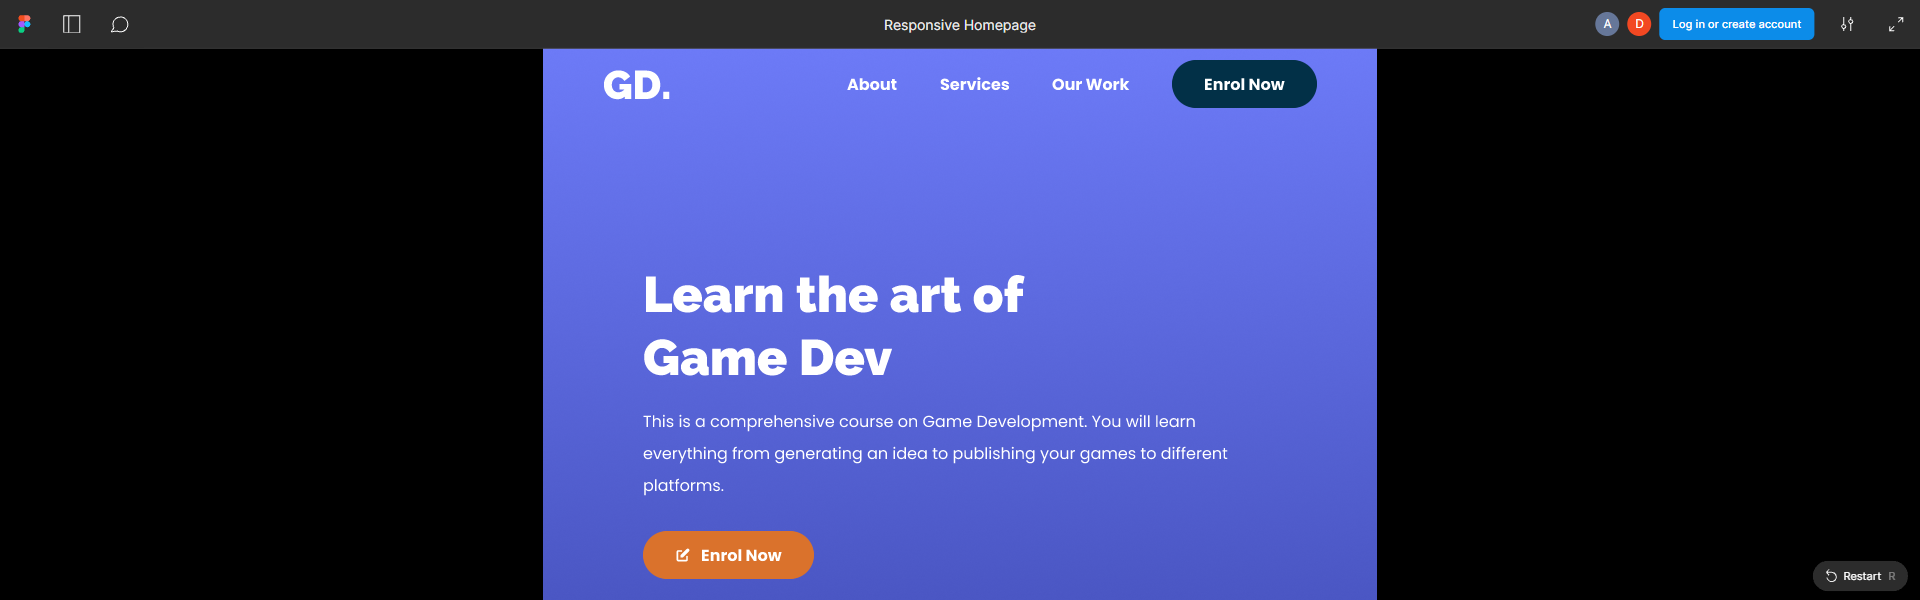 Responsive Homepage
A
D
Log in or create account
GD.
About
Services
Our Work
Enrol Now
Learn the art of
Game Dev
This is a comprehensive course on Game Development. You will learn
everything from generating an idea to publishing your games to different
platforms.
Enrol Now
Restart R